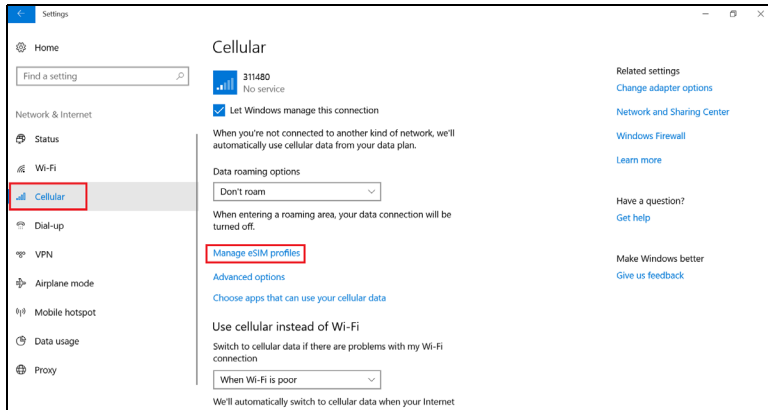 Settings
Home
Find a setting
Network & Internet
Status
Wi-Fi
Cellular
Dial-up
VPN
Airplane mode
Mobile hotspot
Data usage
Proxy
Cellular
311480
No service
Let Windows manage this connection
When you're not connected to another kind of network, we'll
automatically use cellular data from your data plan.
Data roaming options
Don't roam
When entering a roaming area, your data connection will be
turned off.
Manage eSIM profiles
Advanced options
Choose apps that can use your cellular data
Use cellular instead of Wi-Fi
Switch to cellular data if there are problems with my Wi-Fi
connection
When Wi-Fi is poor
We'll automatically switch to cellular data when your Internet
Related settings
Change adapter options
Network and Sharing Center
Windows Firewall
Learn more
Have a question?
Get help
Make Windows better
Give us feedback